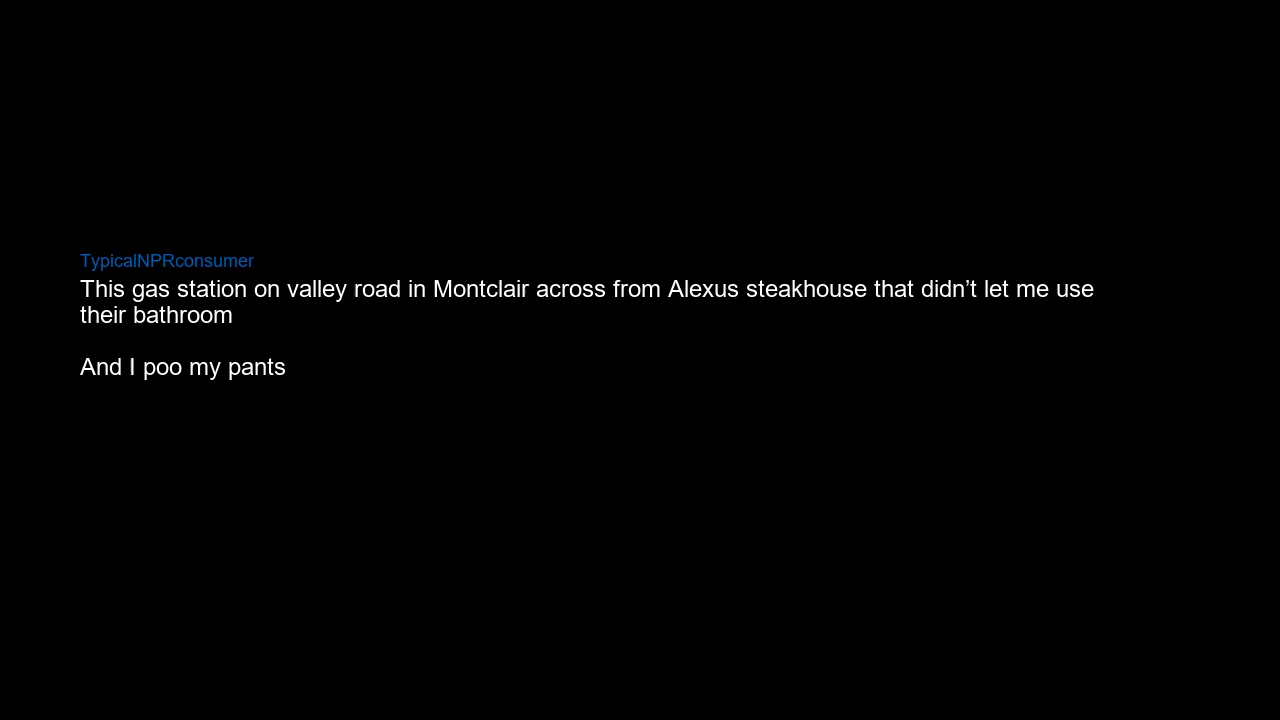 TypicalNPRconsumer
This gas station on valley road in Montclair across from Alexus steakhouse that didn’t let me use
their bathroom
And I poo my pants